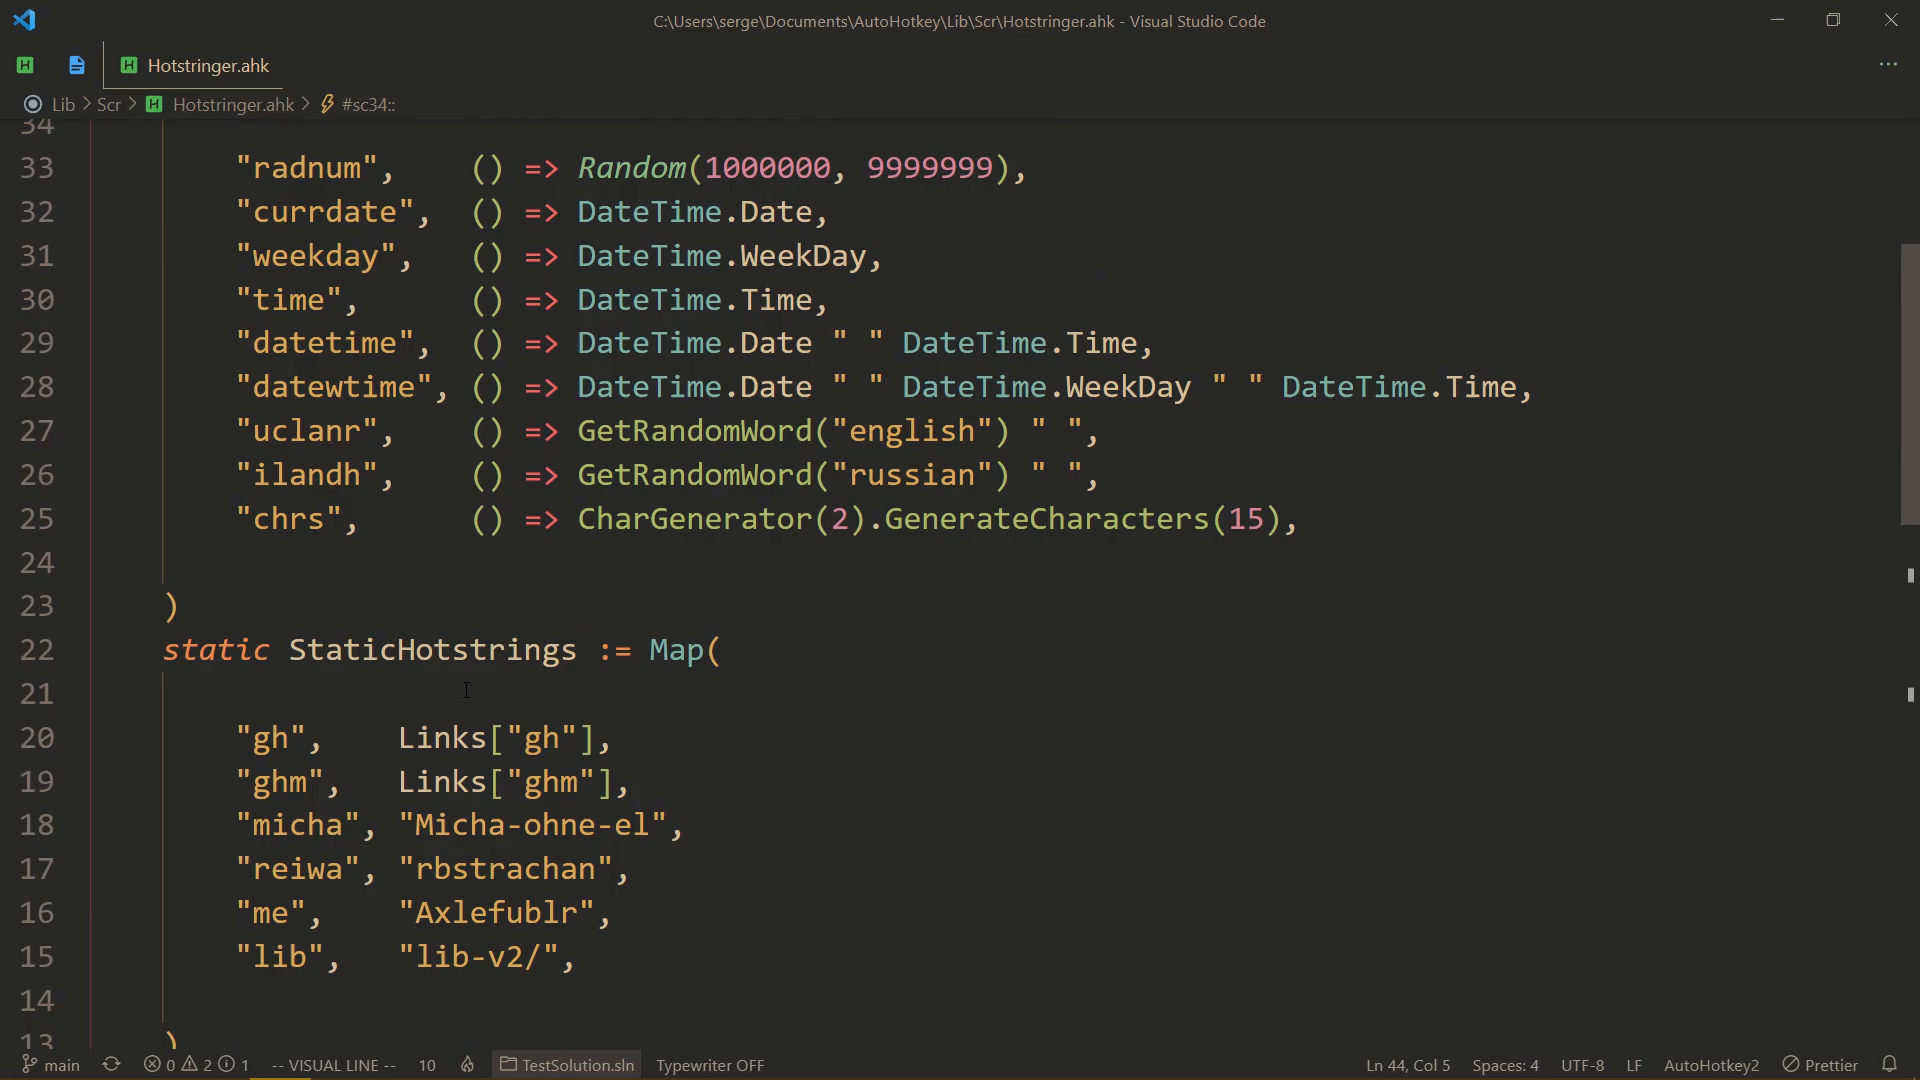 C:\Users\serge\Documents\AutoHotkey\Lib\Scr\Hotstringer.ahk - Visual Studio Code
Hotstringer.ahk
Lib > Scr > Hotstringer.ahk > #sc34::
34
33 "radnum", () => Random(1000000, 9999999),
32 "currdate", () => DateTime.Date,
31 "weekday", () => DateTime.WeekDay,
30 "time", () => DateTime.Time,
29 "datetime", () => DateTime.Date " " DateTime.Time,
28 "datewtime", () => DateTime.Date " " DateTime.WeekDay " " DateTime.Time,
27 "uclanr", () => GetRandomWord("english") " ",
26 "ilandh", () => GetRandomWord("russian") " ",
25 "chrs", () => CharGenerator(2).GenerateCharacters(15),
24
23 )
22 static StaticHotstrings := Map(
21
20 "gh", Links["gh"],
19 "ghm", Links["ghm"],
18 "micha", "Micha-ohne-el",
17 "reiwa", "rbstrachan",
16 "me", "Axlefublr",
15 "lib", "lib-v2/",
14
13 )
main 0 2 1 -- VISUAL LINE -- 10 TestSolution.sln Typewriter OFF Ln 44, Col 5 Spaces: 4 UTF-8 LF AutoHotkey2 Prettier